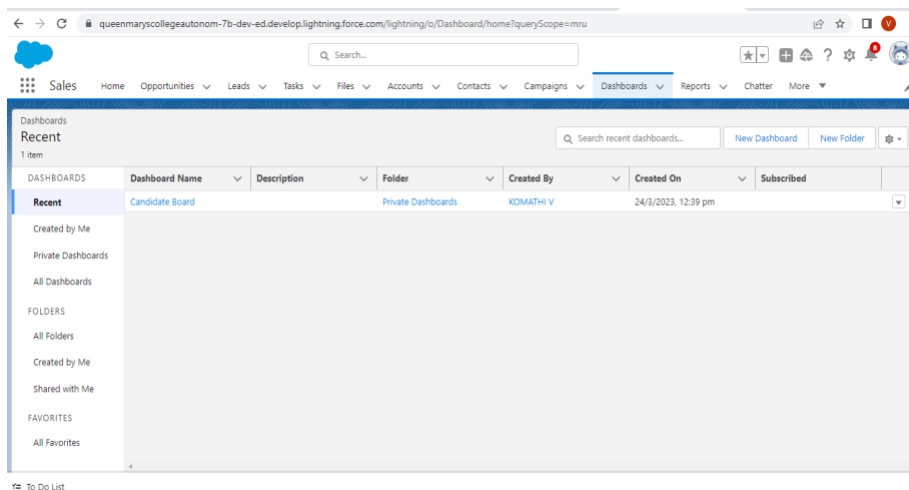 queenmaryscollegeautonom-7b-dev-ed.develop.lightning.force.com/lightning/o/Dashboard/home?queryScope=mru
V
Search...
8
Sales Home Opportunities Leads Tasks Files Accounts Contacts Campaigns Dashboards Reports Chatter More
Dashboards
Recent
1 item
Search recent dashboards...
New Dashboard
New Folder
DASHBOARDS
Dashboard Name Description Folder Created By Created On Subscribed
Recent
Candidate Board Private Dashboards KOMATHI V 24/3/2023, 12:39 pm
Created by Me
Private Dashboards
All Dashboards
FOLDERS
All Folders
Created by Me
Shared with Me
FAVORITES
All Favorites
To Do List